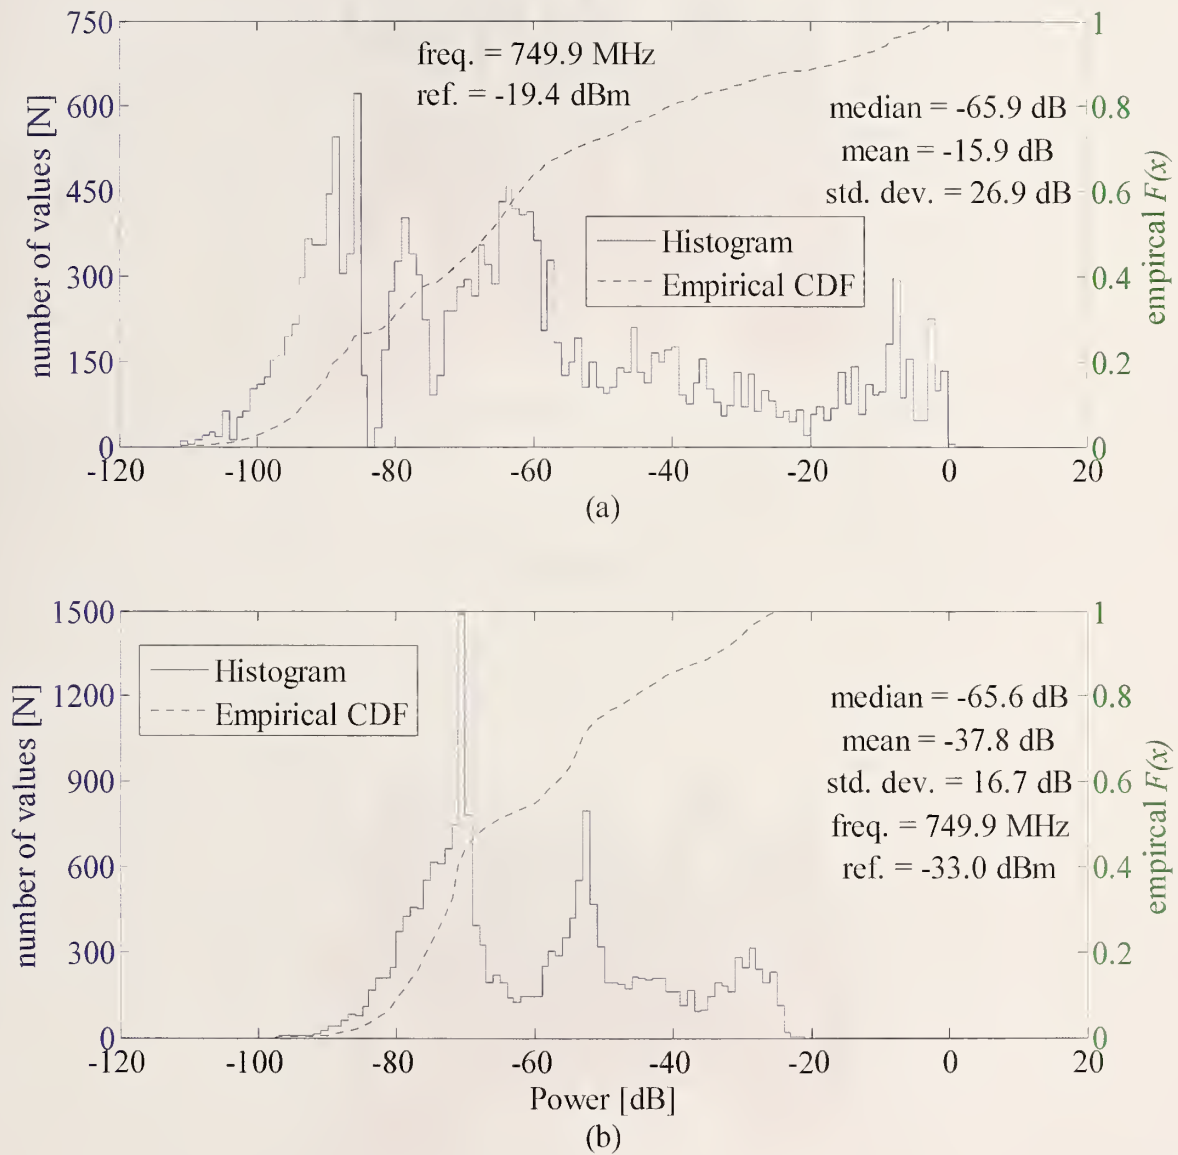 750
600
450
300
150
0
number of values [N]
freq. = 749.9 MHz
ref. = -19.4 dBm
median = -65.9 dB
mean = -15.9 dB
std. dev. = 26.9 dB
Histogram
Empirical CDF
1
0.8
0.6
0.4
0.2
0
empircal F(x)
-120 -100 -80 -60 -40 -20 0 20
(a)
1500
1200
900
600
300
0
number of values [N]
Histogram
Empirical CDF
median = -65.6 dB
mean = -37.8 dB
std. dev. = 16.7 dB
freq. = 749.9 MHz
ref. = -33.0 dBm
1
0.8
0.6
0.4
0.2
0
empircal F(x)
-120 -100 -80 -60 -40 -20 0 20
Power [dB]
(b)